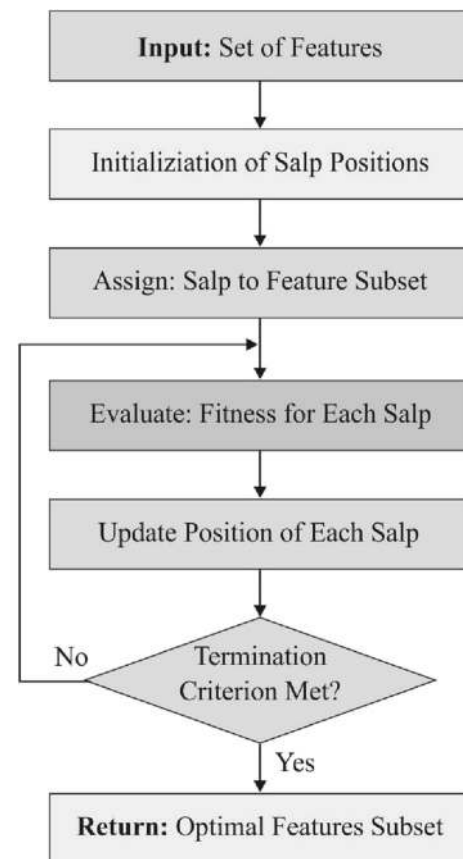 Input: Set of Features
Initializiation of Salp Positions
Assign: Salp to Feature Subset
Evaluate: Fitness for Each Salp
Update Position of Each Salp
Termination
Criterion Met?
No
Yes
Return: Optimal Features Subset